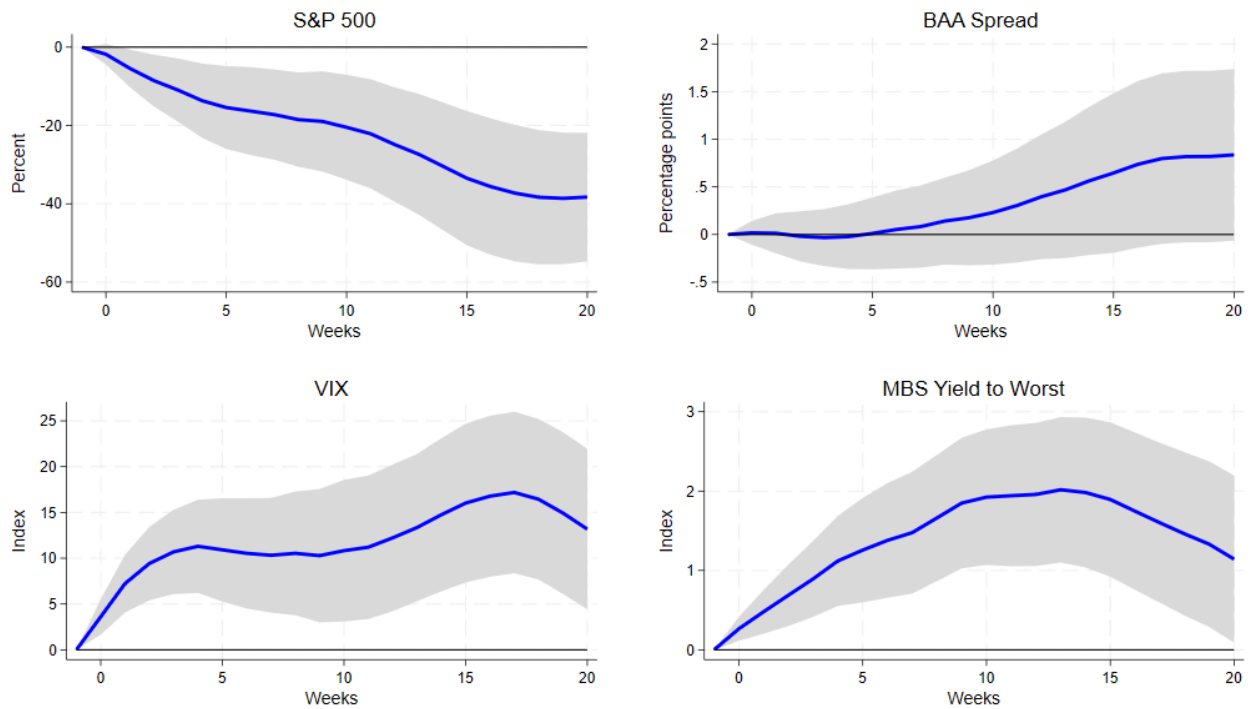 S&P 500
0
-20
-40
-60
Percent
0 5 10 15 20
Weeks
BAA Spread
2
1.5
1
.5
0
-.5
Percentage points
0 5 10 15 20
Weeks
VIX
25
20
15
10
5
0
Index
0 5 10 15 20
Weeks
MBS Yield to Worst
3
2
1
0
Index
0 5 10 15 20
Weeks